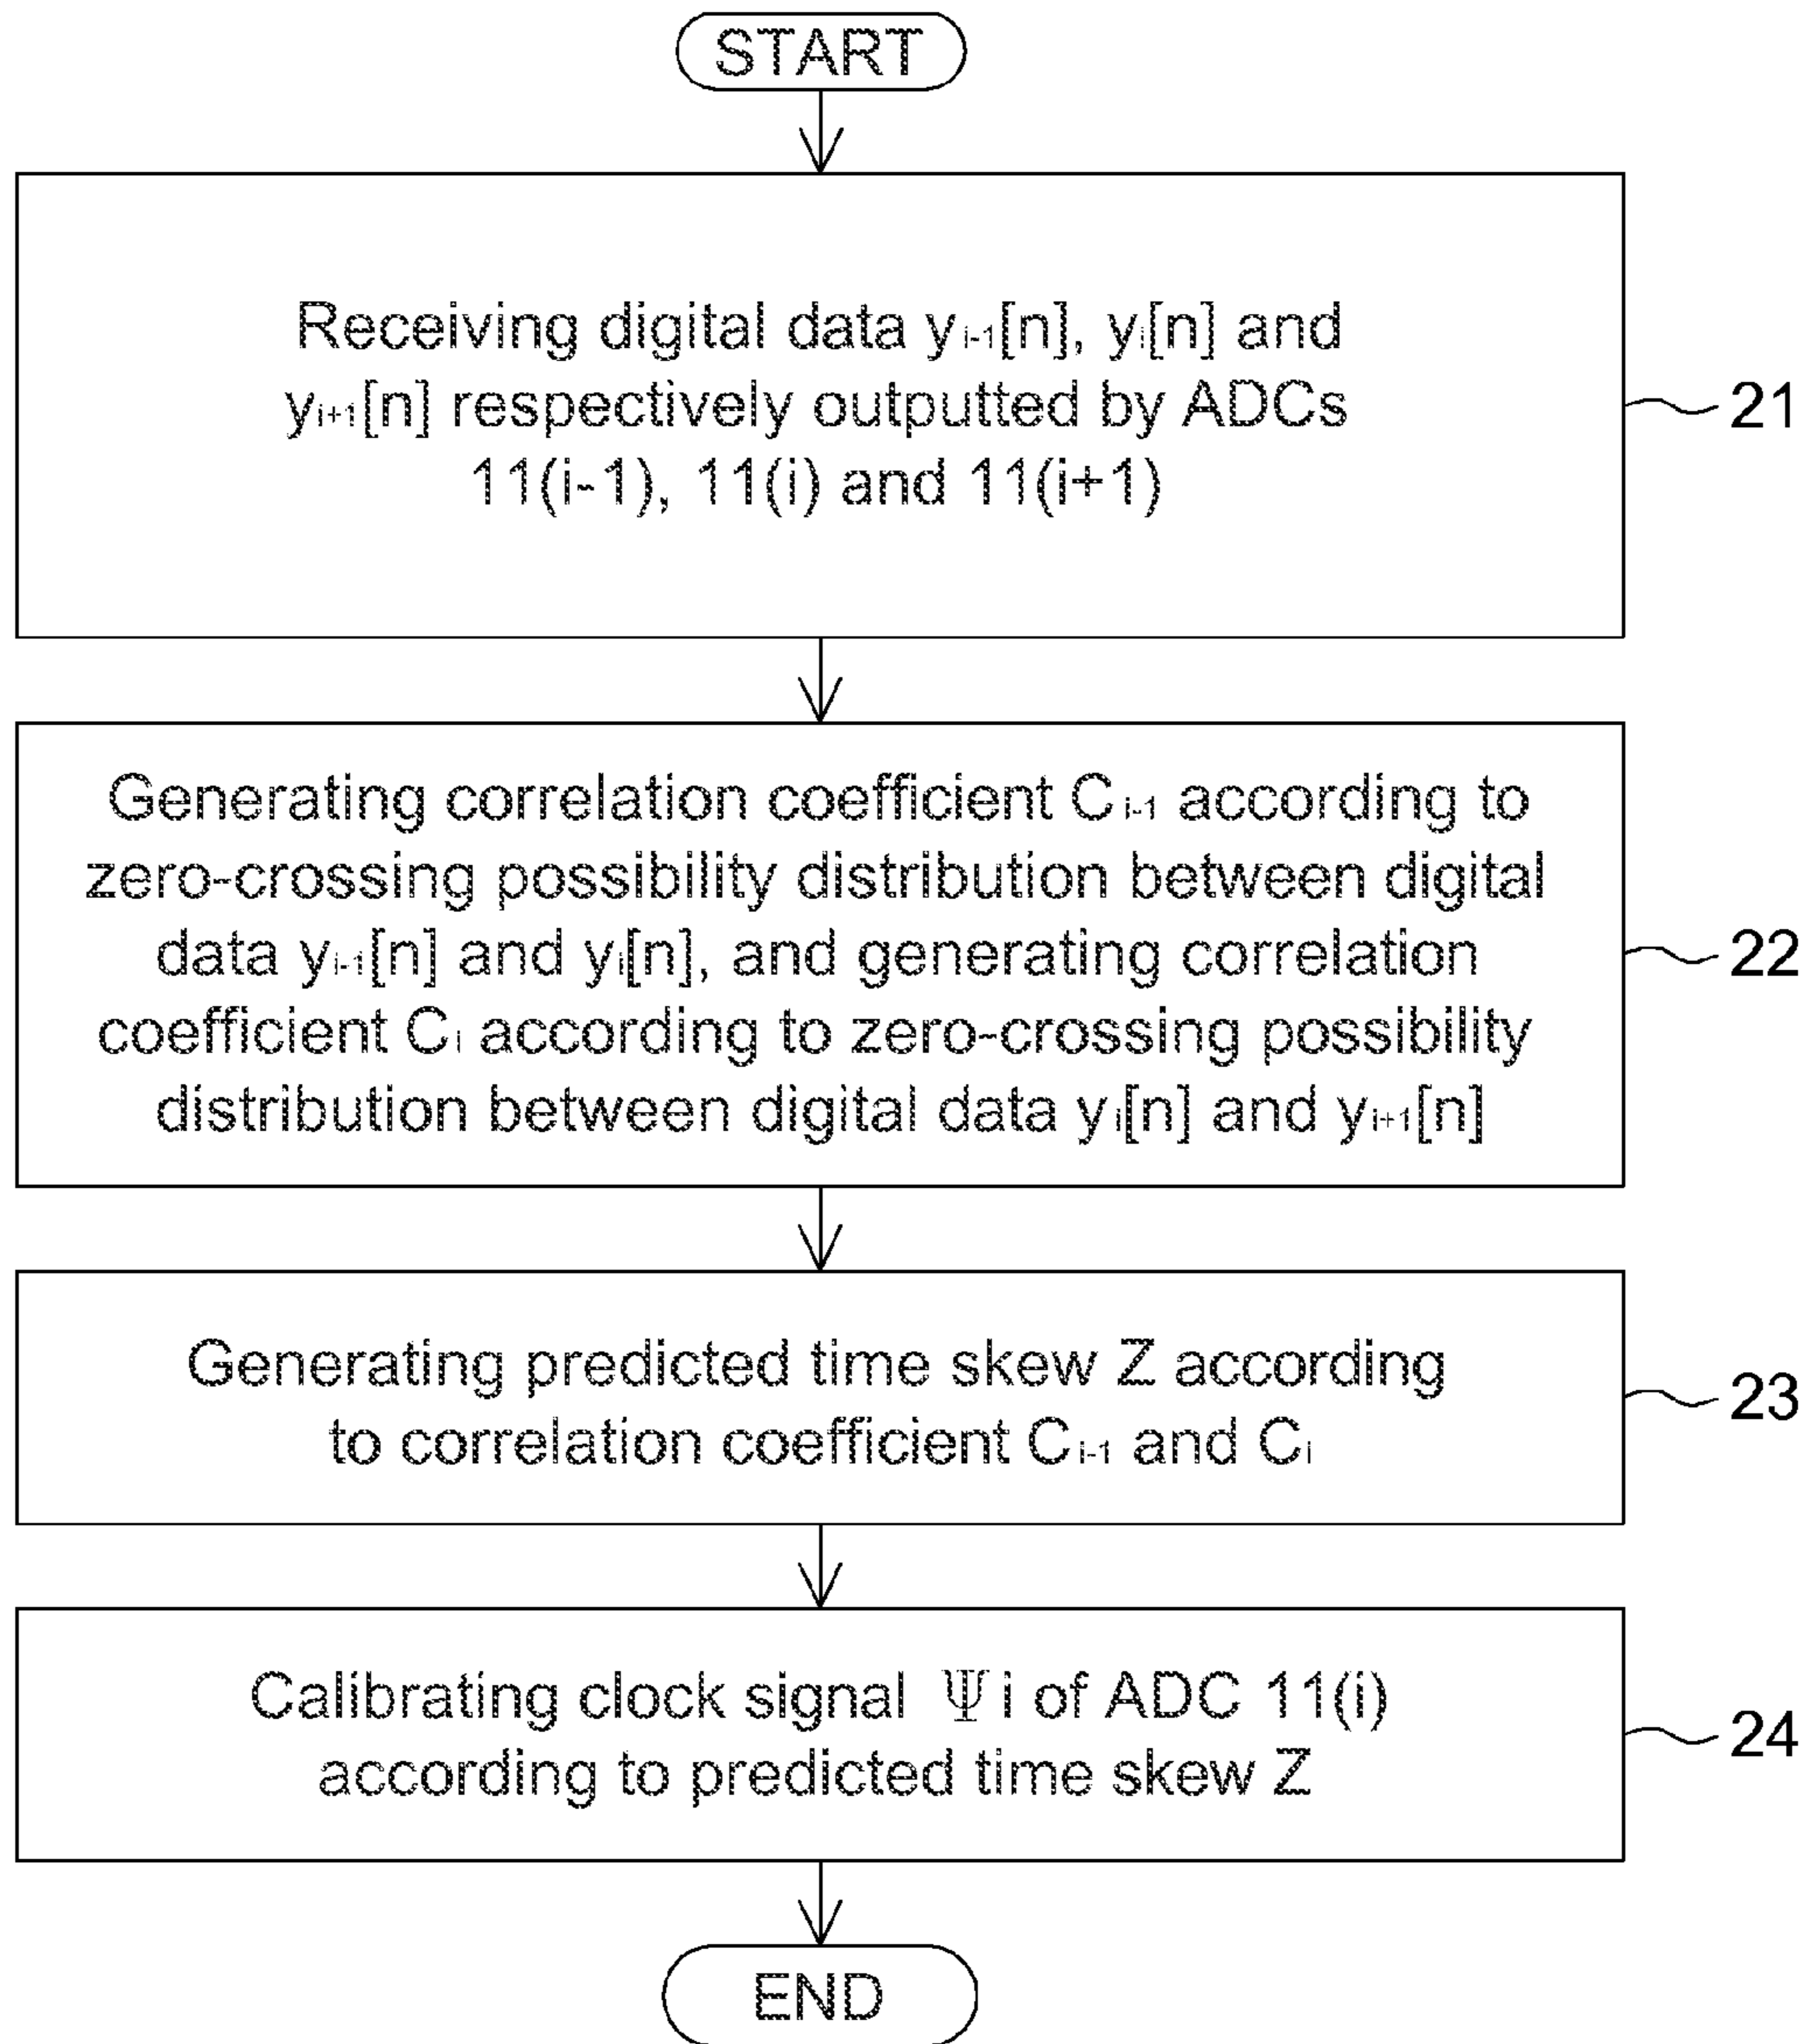 START
Receiving digital data yi-1[n], yi[n] and
yi+1[n] respectively outputted by ADCs
11(i-1), 11(i) and 11(i+1)
21
Generating correlation coefficient Ci-1 according to
zero-crossing possibility distribution between digital
data yi-1[n] and yi[n], and generating correlation
coefficient Ci according to zero-crossing possibility
distribution between digital data yi[n] and yi+1[n]
22
Generating predicted time skew Z according
to correlation coefficient Ci-1 and Ci
23
Calibrating clock signal Ψi of ADC 11(i)
according to predicted time skew Z
24
END